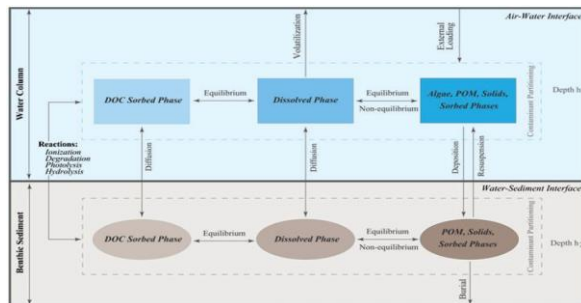 Air-Water Interface
Water Column
Volatilization
External
Loading
DOC Sorbed Phase
Equilibrium
Dissolved Phase
Equilibrium
Non-equilibrium
Algae, POM, Solids,
Sorbed Phases
Contaminant Partitioning
Depth h
Reactions:
Ionization
Degradation
Photolysis
Hydrolysis
Diffusion
Diffusion
Deposition
Resuspension
Water-Sediment Interface
Benthic Sediment
DOC Sorbed Phase
Equilibrium
Dissolved Phase
Equilibrium
Non-equilibrium
POM, Solids,
Sorbed Phases
Contaminant Partitioning
Depth h
Burial